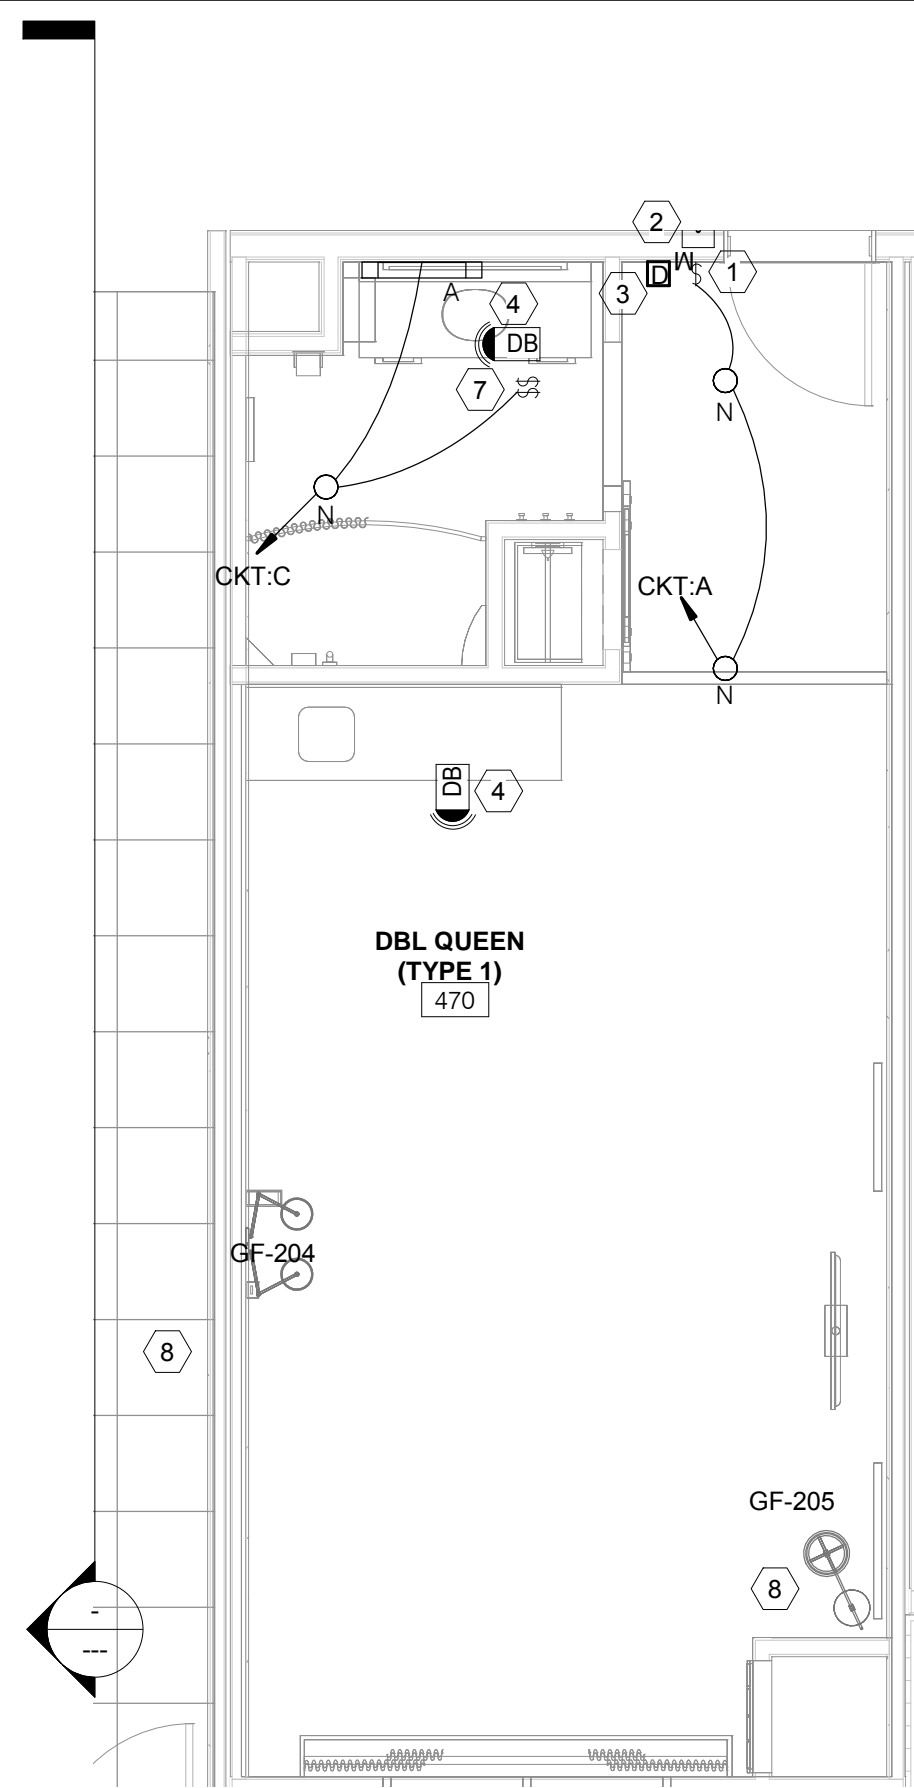 2
M
S
1
D
3
A
4
DB
7
SS
N
N
CKT:C
CKT:A
N
DB
4
DBL QUEEN
(TYPE 1)
470
GF-204
8
GF-205
8
-
---